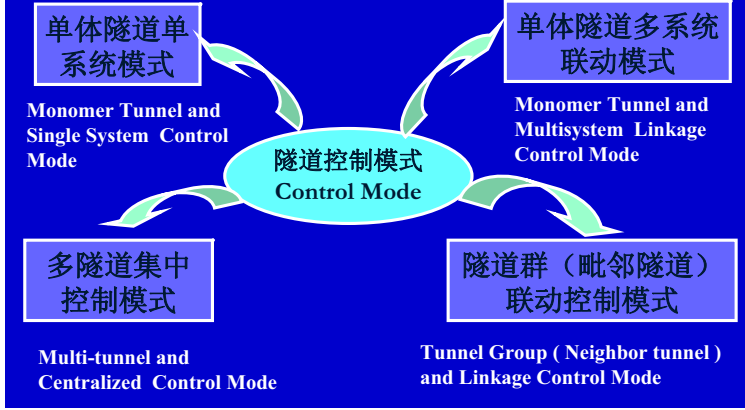 单体隧道单
系统模式
Monomer Tunnel and
Single System Control
Mode
单体隧道多系统
联动模式
Monomer Tunnel and
Multisystem Linkage
Control Mode
隧道控制模式
Control Mode
多隧道集中
控制模式
Multi-tunnel and
Centralized Control Mode
隧道群（毗邻隧道）
联动控制模式
Tunnel Group ( Neighbor tunnel )
and Linkage Control Mode